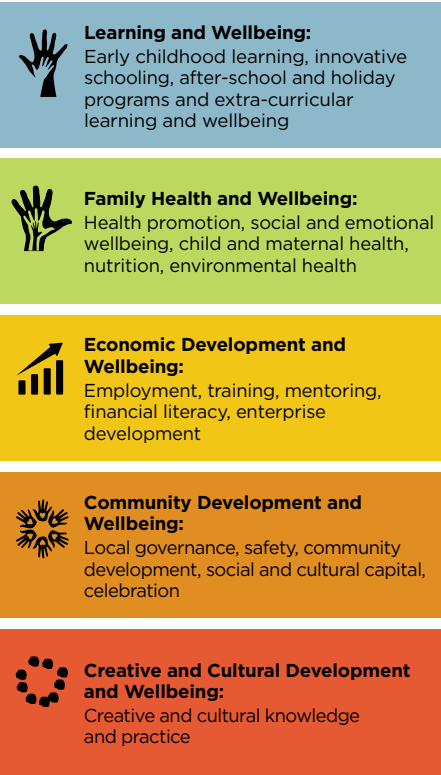 Learning and Wellbeing:
Early childhood learning, innovative
schooling, after-school and holiday
programs and extra-curricular
learning and wellbeing
Family Health and Wellbeing:
Health promotion, social and emotional
wellbeing, child and maternal health,
nutrition, environmental health
Economic Development and
Wellbeing:
Employment, training, mentoring,
financial literacy, enterprise
development
Community Development and
Wellbeing:
Local governance, safety, community
development, social and cultural capital,
celebration
Creative and Cultural Development
and Wellbeing:
Creative and cultural knowledge
and practice